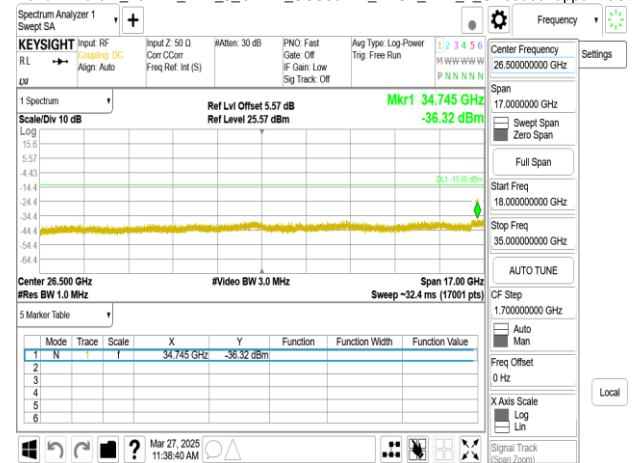 Spectrum Analyzer 1
Swept SA
Frequency
KEYSIGHT
Input: RF
Input Z: 50 Ω
#Atten: 30 dB
PNO: Fast
Avg Type: Log-Power
1 2 3 4 5 6
RL
Coupling: DC
Corr CCorr
Gate: Off
Trig: Free Run
M W W W W W
Align: Auto
Freq Ref: Int (S)
IF Gain: Low
Sig Track: Off
P N N N N N
Center Frequency
26.500000000 GHz
Settings
Span
17.0000000 GHz
Swept Span
Zero Span
Full Span
Start Freq
18.000000000 GHz
Stop Freq
35.000000000 GHz
AUTO TUNE
CF Step
1.700000000 GHz
Auto
Man
Freq Offset
0 Hz
X Axis Scale
Log
Lin
Local
Signal Track
(Span Zoom)
1 Spectrum
Scale/Div 10 dB
Ref Lvl Offset 5.57 dB
Ref Level 25.57 dBm
Mkr1 34.745 GHz
-36.32 dBm
Log
15.6
5.57
-4.43
-14.4
-24.4
-34.4
-44.4
-54.4
-64.4
DL1 -13.00 dBm
1
Center 26.500 GHz
#Video BW 3.0 MHz
Span 17.00 GHz
#Res BW 1.0 MHz
Sweep ~32.4 ms (17001 pts)
5 Marker Table
Mode Trace Scale X Y Function Function Width Function Value
1 N 1 f 34.745 GHz -36.32 dBm
2
3
4
5
6
?
Mar 27, 2025
11:38:40 AM